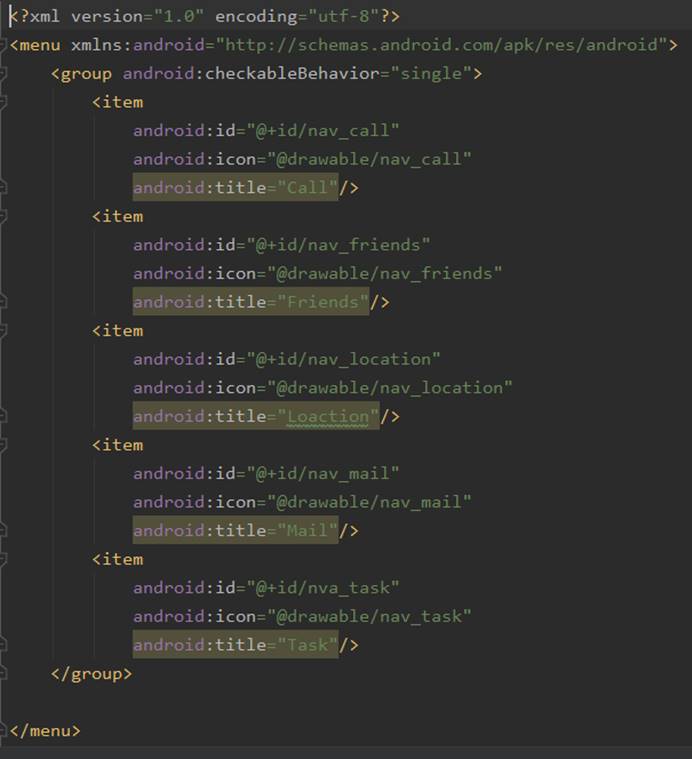 <?xml version="1.0" encoding="utf-8"?>
<menu xmlns:android="http://schemas.android.com/apk/res/android">
    <group android:checkableBehavior="single">
        <item
            android:id="@+id/nav_call"
            android:icon="@drawable/nav_call"
            android:title="Call"/>
        <item
            android:id="@+id/nav_friends"
            android:icon="@drawable/nav_friends"
            android:title="Friends"/>
        <item
            android:id="@+id/nav_location"
            android:icon="@drawable/nav_location"
            android:title="Loaction"/>
        <item
            android:id="@+id/nav_mail"
            android:icon="@drawable/nav_mail"
            android:title="Mail"/>
        <item
            android:id="@+id/nva_task"
            android:icon="@drawable/nav_task"
            android:title="Task"/>
    </group>

</menu>